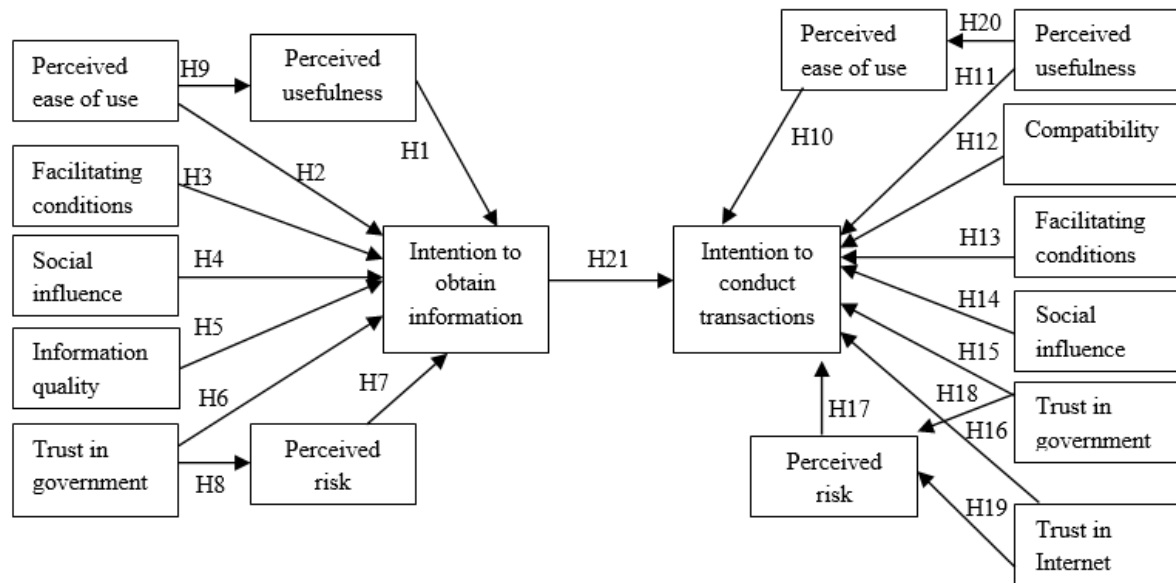 Perceived
ease of use
H9
Perceived
usefulness
H1
H2
Facilitating
conditions
H3
Social
influence
H4
Information
quality
H5
Trust in
government
H6
H8
Perceived
risk
H7
Intention to
obtain
information
H21
Intention to
conduct
transactions
Perceived
ease of use
H10
H20
Perceived
usefulness
H11
Compatibility
H12
Facilitating
conditions
H13
Social
influence
H14
H15
Trust in
government
H18
H16
H17
Perceived
risk
H19
Trust in
Internet